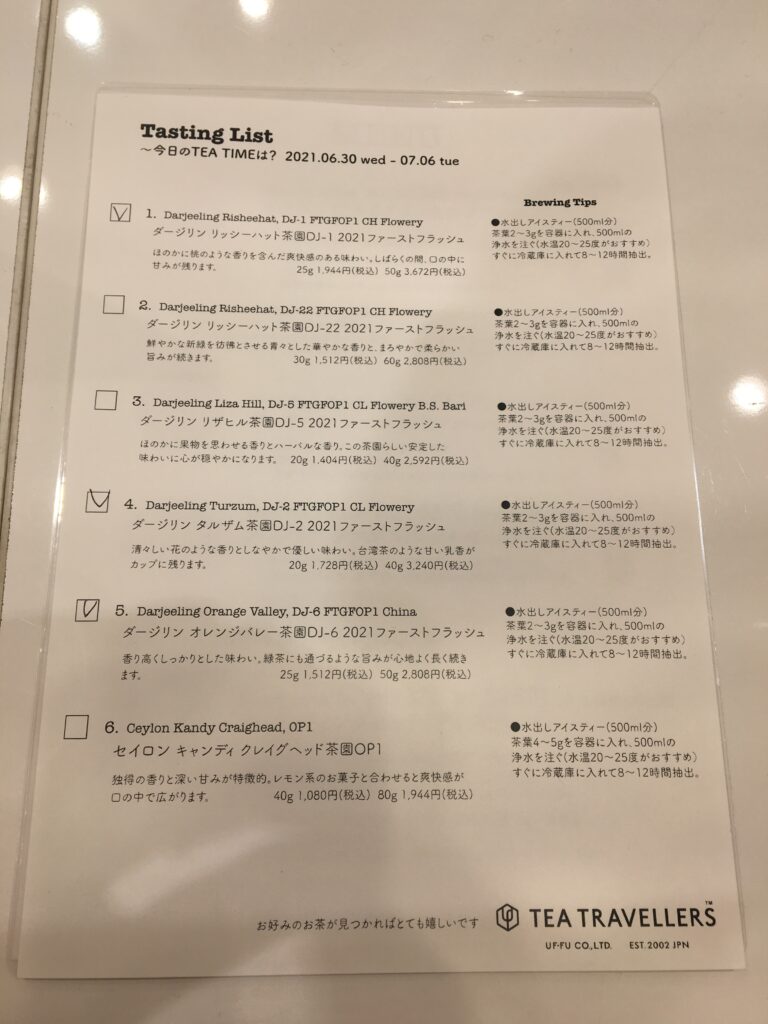 Tasting List
～今日のTEA TIMEは? 2021.06.30 wed - 07.06 tue
Brewing Tips
1. Darjeeling Risheehat, DJ-1 FTGFOP1 CH Flowery
ダージリン リッシーハット茶園DJ-1 2021ファーストフラッシュ
ほのかに桃のような香りを含んだ爽快感のある味わい。しばらくの間、口の中に
甘みが残ります。 25g 1,944円(税込) 50g 3,672円(税込)
●水出しアイスティー(500ml分)
茶葉2～3gを容器に入れ、500mlの
浄水を注ぐ(水温20～25度がおすすめ)
すぐに冷蔵庫に入れて8～12時間抽出。
2. Darjeeling Risheehat, DJ-22 FTGFOP1 CH Flowery
ダージリン リッシーハット茶園DJ-22 2021ファーストフラッシュ
鮮やかな新緑を彷彿とさせる青々とした華やかな香りと、まろやかで柔らかい
旨みが続きます。 30g 1,512円(税込) 60g 2,808円(税込)
●水出しアイスティー(500ml分)
茶葉2～3gを容器に入れ、500mlの
浄水を注ぐ(水温20～25度がおすすめ)
すぐに冷蔵庫に入れて8～12時間抽出。
3. Darjeeling Liza Hill, DJ-5 FTGFOP1 CL Flowery B.S. Bari
ダージリン リザヒル茶園DJ-5 2021ファーストフラッシュ
ほのかに果物を思わせる香りとハーバルな香り。この茶園らしい安定した
味わいに心が穏やかになります。 20g 1,404円(税込) 40g 2,592円(税込)
●水出しアイスティー(500ml分)
茶葉2～3gを容器に入れ、500mlの
浄水を注ぐ(水温20～25度がおすすめ)
すぐに冷蔵庫に入れて8～12時間抽出。
4. Darjeeling Turzum, DJ-2 FTGFOP1 CL Flowery
ダージリン タルザム茶園DJ-2 2021ファーストフラッシュ
清々しい花のような香りとしなやかで優しい味わい。台湾茶のような甘い乳香が
カップに残ります。 20g 1,728円(税込) 40g 3,240円(税込)
●水出しアイスティー(500ml分)
茶葉2～3gを容器に入れ、500mlの
浄水を注ぐ(水温20～25度がおすすめ)
すぐに冷蔵庫に入れて8～12時間抽出。
5. Darjeeling Orange Valley, DJ-6 FTGFOP1 China
ダージリン オレンジバレー茶園DJ-6 2021ファーストフラッシュ
香り高くしっかりとした味わい。緑茶にも通づるような旨みが心地よく長く続き
ます。 25g 1,512円(税込) 50g 2,808円(税込)
●水出しアイスティー(500ml分)
茶葉2～3gを容器に入れ、500mlの
浄水を注ぐ(水温20～25度がおすすめ)
すぐに冷蔵庫に入れて8～12時間抽出。
6. Ceylon Kandy Craighead, OP1
セイロン キャンディ クレイグヘッド茶園OP1
独得の香りと深い甘みが特徴的。レモン系のお菓子と合わせると爽快感が
口の中で広がります。 40g 1,080円(税込) 80g 1,944円(税込)
●水出しアイスティー(500ml分)
茶葉4～5gを容器に入れ、500mlの
浄水を注ぐ(水温20～25度がおすすめ)
すぐに冷蔵庫に入れて8～12時間抽出。
お好みのお茶が見つかればとても嬉しいです
TEA TRAVELLERS™
UF-FU CO.,LTD. EST.2002 JPN